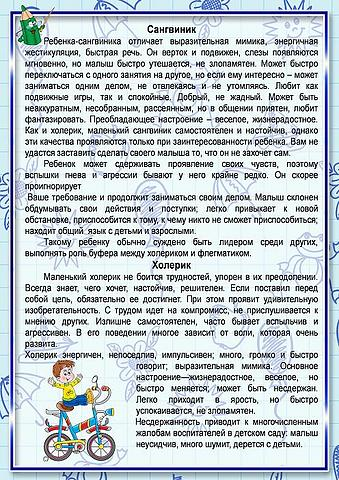 Сангвиник
Ребенка-сангвиника отличает выразительная мимика, энергичная
жестикуляция, быстрая речь. Он верток и подвижен, слезы появляются
мгновенно, но малыш быстро утешается, не злопамятен. Может быстро
переключаться с одного занятия на другое, но если ему интересно – может
заниматься одним делом, не отвлекаясь и не утомляясь. Любит как
подвижные игры, так и спокойные. Добрый, не жадный. Может быть
неаккуратным, несобранным, рассеянным, но в общении приятен, любит
фантазировать. Преобладающее настроение – веселое, жизнерадостное.
Как и холерик, маленький сангвиник самостоятелен и настойчив, однако
эти качества проявляются только при заинтересованности ребенка. Вам не
удастся заставить сделать своего малыша то, что он не захочет сам.
Ребенок может сдерживать проявление своих чувств, поэтому
вспышки гнева и агрессии бывают у него крайне редко. Он скорее
проигнорирует
Ваше требование и продолжит заниматься своим делом. Малыш склонен
обдумывать свои действия и поступки; легко привыкает к новой
обстановке, приспособится к тому, к чему никто не сможет приспособиться;
находит общий язык с детьми и взрослыми.
Такому ребенку обычно суждено быть лидером среди других,
выполнять роль буфера между холериком и флегматиком.
Холерик
Маленький холерик не боится трудностей, упорен в их преодолении.
Всегда знает, чего хочет, настойчив, решителен. Если поставил перед
собой цель, обязательно ее достигнет. При этом проявит удивительную
изобретательность. С трудом идет на компромисс, не прислушивается к
мнению других. Излишне самостоятелен, часто бывает вспыльчив и
агрессивен. В его поведении многое зависит от воли, которая очень
развита.
Холерик энергичен, непоседлив, импульсивен; много, громко и быстро
говорит; выразительная мимика. Основное
настроение—жизнерадостное, веселое, но
быстро меняется; может быть несдержан.
Легко приходит в ярость, но быстро
успокаивается, не злопамятен.
Несдержанность приводит к многочисленным
жалобам воспитателей в детском саду: малыш
неусидчив, много шумит, дерется с детьми.